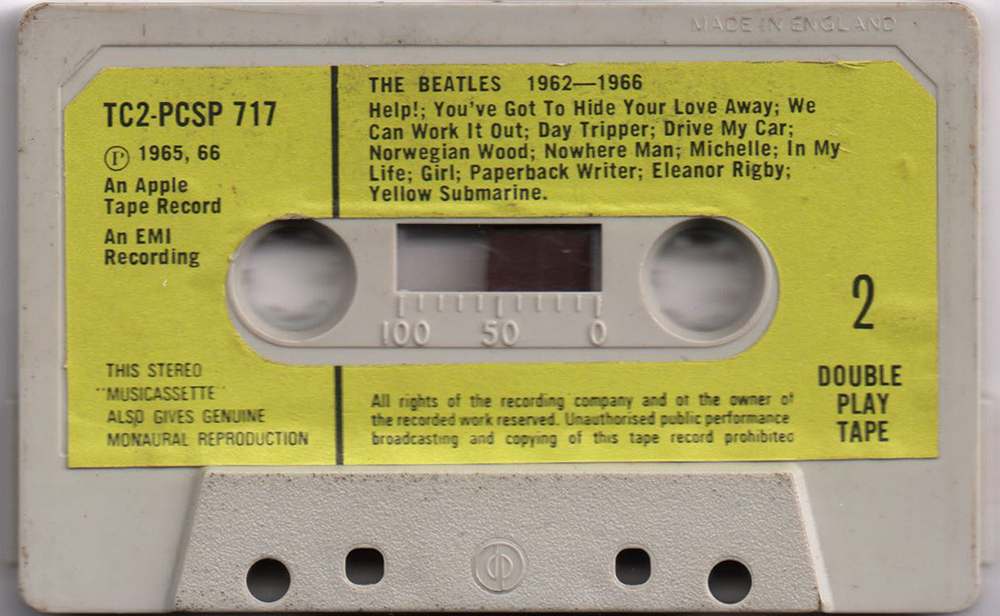 MADE IN ENGLAND
TC2-PCSP 717
Ⓟ 1965, 66
An Apple
Tape Record
An EMI
Recording
THE BEATLES 1962—1966
Help!; You've Got To Hide Your Love Away; We
Can Work It Out; Day Tripper; Drive My Car;
Norwegian Wood; Nowhere Man; Michelle; In My
Life; Girl; Paperback Writer; Eleanor Rigby;
Yellow Submarine.
100 50 0
2
DOUBLE
PLAY
TAPE
THIS STEREO
"MUSICASSETTE"
ALSO GIVES GENUINE
MONAURAL REPRODUCTION
All rights of the recording company and of the owner of
the recorded work reserved. Unauthorised public performance
broadcasting and copying of this tape record prohibited